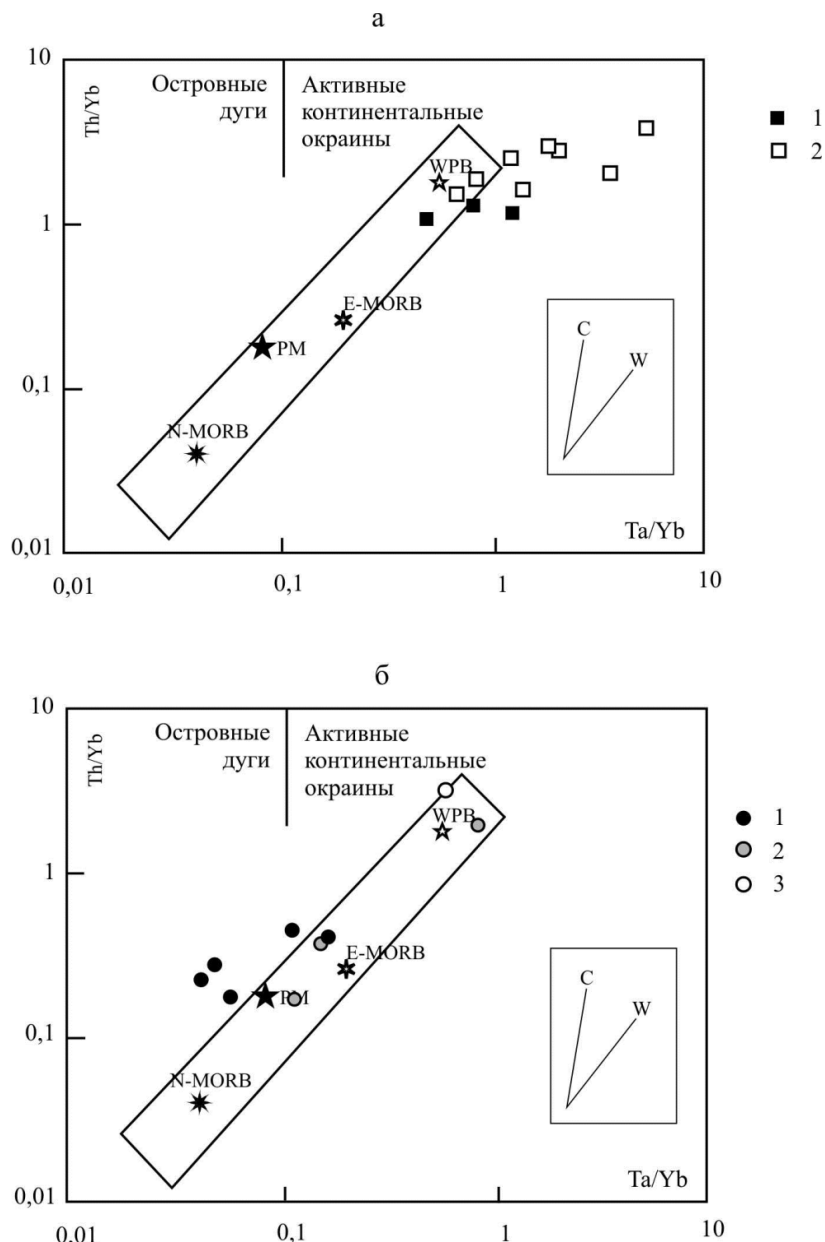 а
10
Th/Yb
Островные
дуги
Активные
континентальные
окраины
1
2
WPB
1
E-MORB
C
W
PM
0,1
N-MORB
Ta/Yb
0,01
0,01
0,1
1
10
б
10
Th/Yb
Островные
дуги
Активные
континентальные
окраины
1
2
3
WPB
1
E-MORB
C
W
PM
0,1
N-MORB
Ta/Yb
0,01
0,01
0,1
1
10